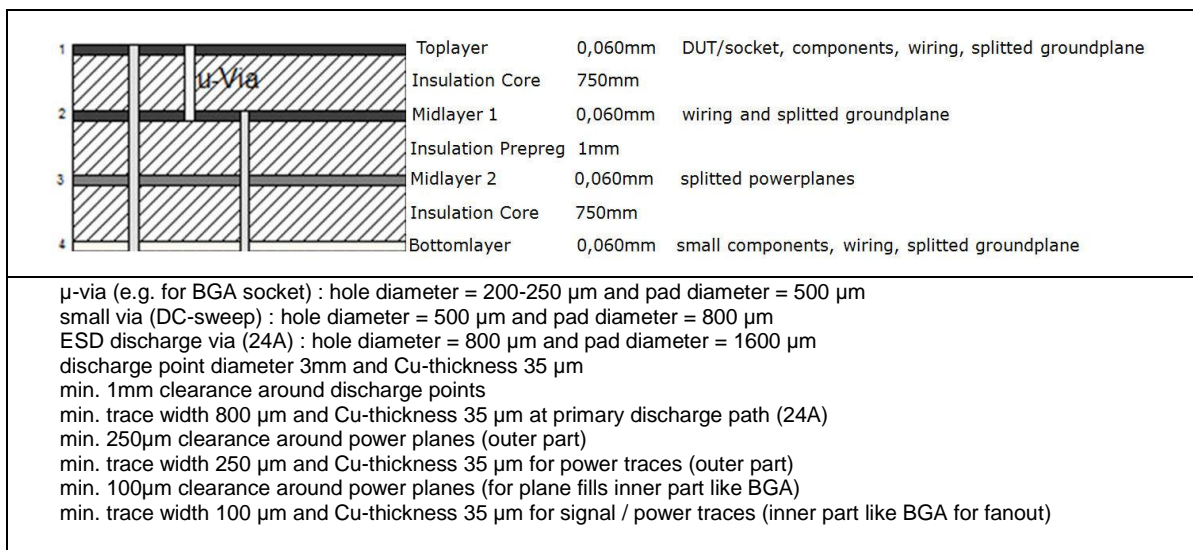 1 Toplayer 0,060mm DUT/socket, components, wiring, splitted groundplane
u-Via Insulation Core 750mm
2 Midlayer 1 0,060mm wiring and splitted groundplane
Insulation Prepreg 1mm
3 Midlayer 2 0,060mm splitted powerplanes
Insulation Core 750mm
4 Bottomlayer 0,060mm small components, wiring, splitted groundplane
µ-via (e.g. for BGA socket) : hole diameter = 200-250 µm and pad diameter = 500 µm
small via (DC-sweep) : hole diameter = 500 µm and pad diameter = 800 µm
ESD discharge via (24A) : hole diameter = 800 µm and pad diameter = 1600 µm
discharge point diameter 3mm and Cu-thickness 35 µm
min. 1mm clearance around discharge points
min. trace width 800 µm and Cu-thickness 35 µm at primary discharge path (24A)
min. 250µm clearance around power planes (outer part)
min. trace width 250 µm and Cu-thickness 35 µm for power traces (outer part)
min. 100µm clearance around power planes (for plane fills inner part like BGA)
min. trace width 100 µm and Cu-thickness 35 µm for signal / power traces (inner part like BGA for fanout)